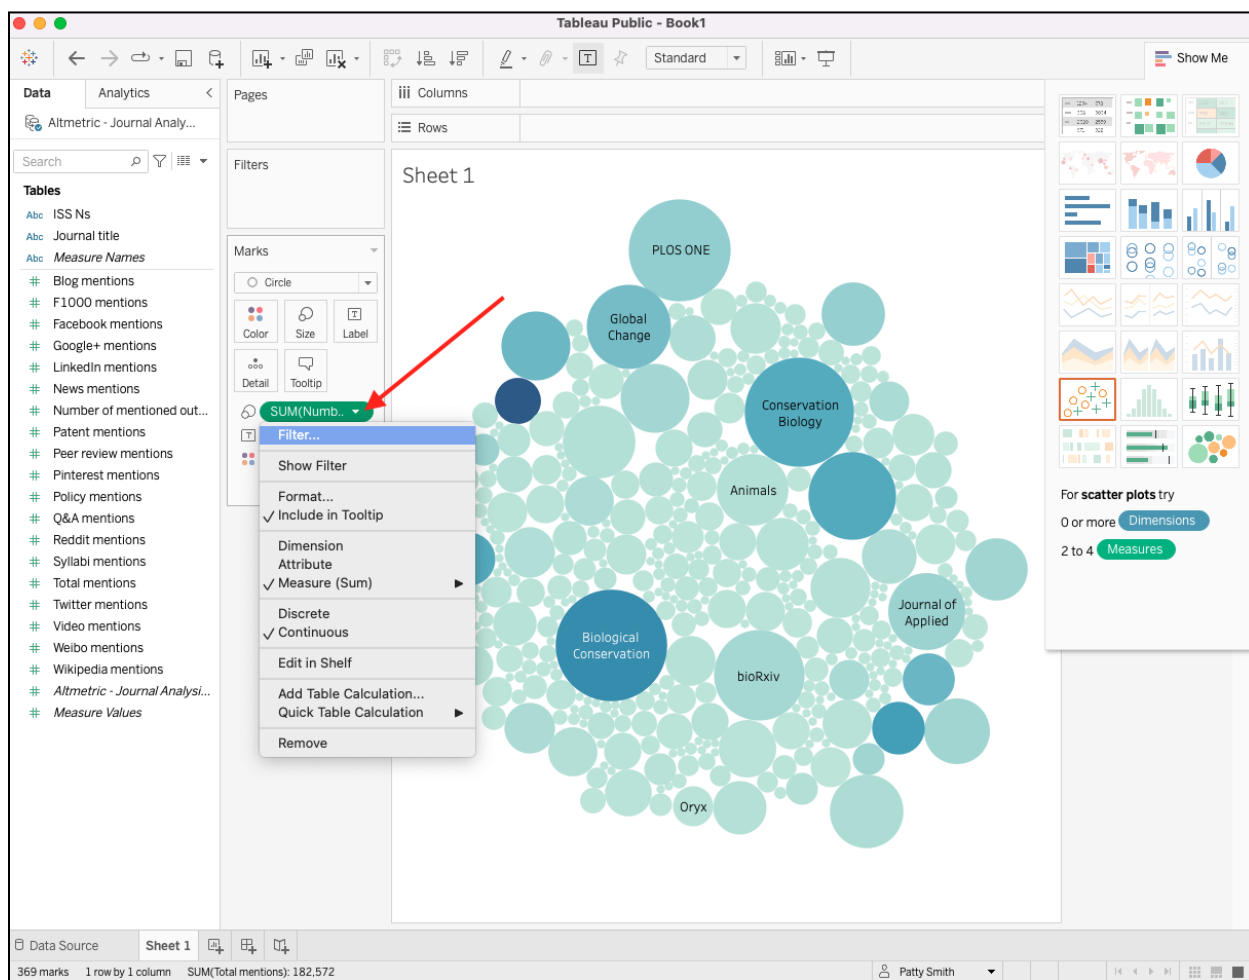 Tableau Public - Book1
Standard
Show Me
Data
Analytics
Altmetric - Journal Analy...
Search
Tables
Abc ISS Ns
Abc Journal title
Abc Measure Names
# Blog mentions
# F1000 mentions
# Facebook mentions
# Google+ mentions
# LinkedIn mentions
# News mentions
# Number of mentioned out...
# Patent mentions
# Peer review mentions
# Pinterest mentions
# Policy mentions
# Q&A mentions
# Reddit mentions
# Syllabi mentions
# Total mentions
# Twitter mentions
# Video mentions
# Weibo mentions
# Wikipedia mentions
# Altmetric - Journal Analysi...
# Measure Values
Pages
Filters
Marks
Circle
Color
Size
Label
Detail
Tooltip
SUM(Numb..
Filter...
Show Filter
Format...
Include in Tooltip
Dimension
Attribute
Measure (Sum)
Discrete
Continuous
Edit in Shelf
Add Table Calculation...
Quick Table Calculation
Remove
Columns
Rows
Sheet 1
PLOS ONE
Global
Change
Conservation
Biology
Animals
Journal of
Applied
Biological
Conservation
bioRxiv
Oryx
For scatter plots try
0 or more Dimensions
2 to 4 Measures
Data Source
Sheet 1
369 marks
1 row by 1 column
SUM(Total mentions): 182,572
Patty Smith